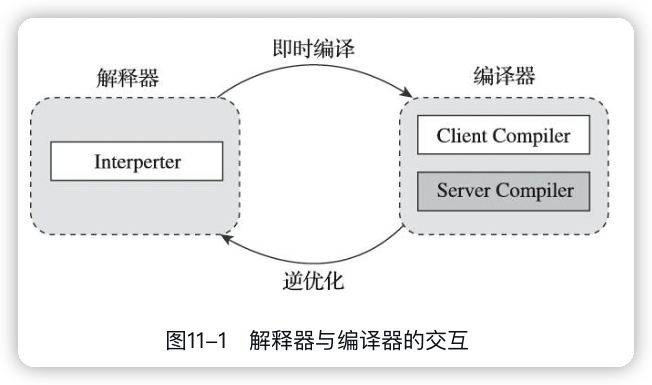 即时编译
解释器
编译器
Interperter
Client Compiler
Server Compiler
逆优化
图11–1 解释器与编译器的交互